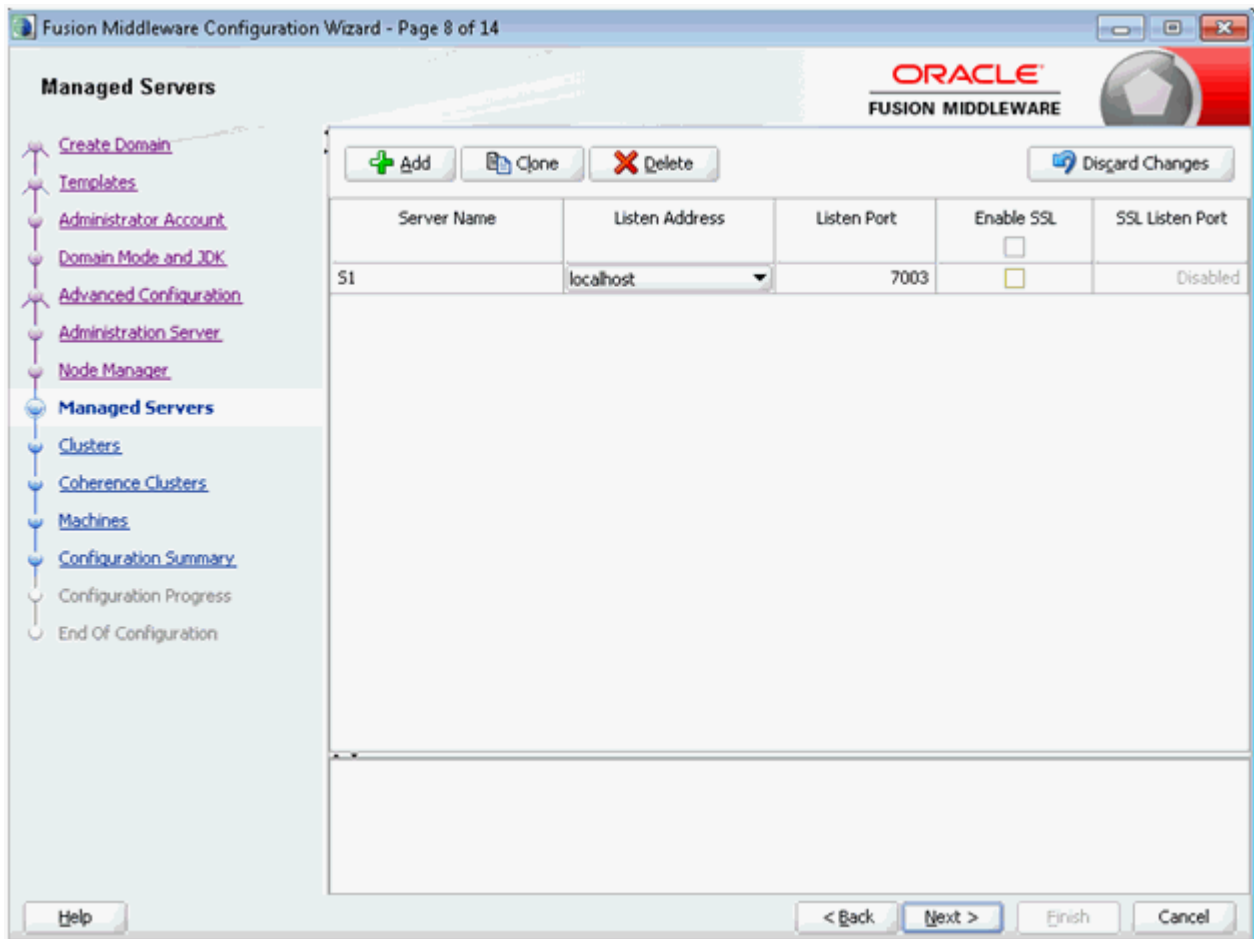 Fusion Middleware Configuration Wizard - Page 8 of 14
Managed Servers
ORACLE
FUSION MIDDLEWARE
Create Domain
Templates
Administrator Account
Domain Mode and JDK
Advanced Configuration
Administration Server
Node Manager
Managed Servers
Clusters
Coherence Clusters
Machines
Configuration Summary
Configuration Progress
End Of Configuration
Add Clone Delete Discard Changes
Server Name Listen Address Listen Port Enable SSL SSL Listen Port
S1 localhost 7003 Disabled
Help < Back Next > Finish Cancel